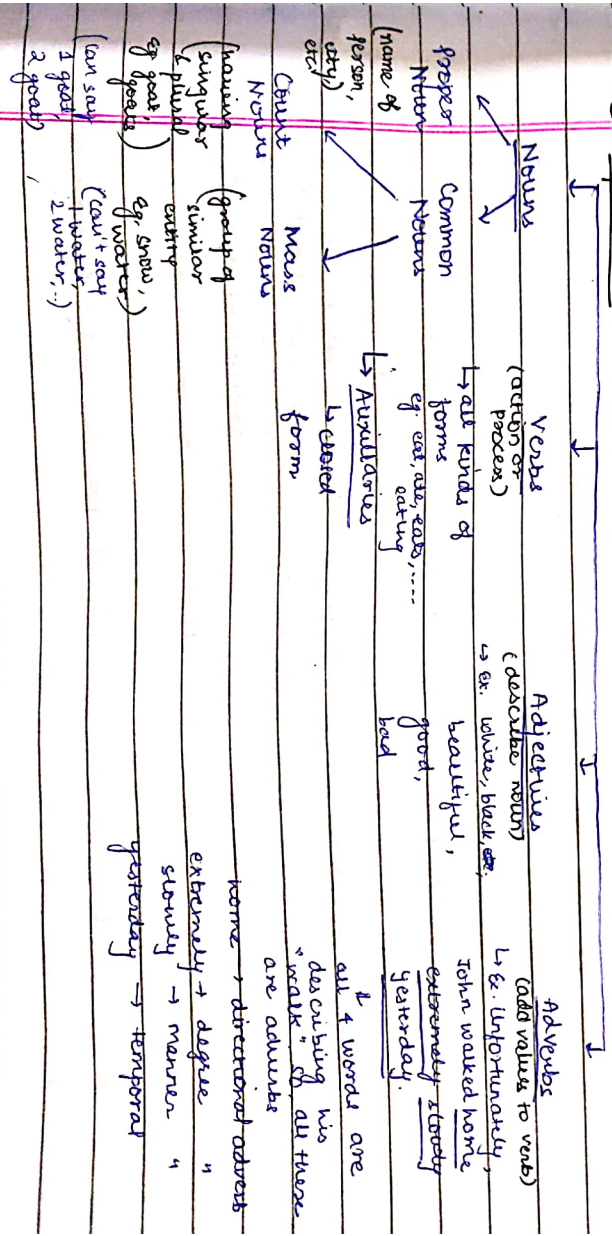 Nouns
Proper
Noun
(name of
person,
city)
etc)
Common
Nouns
Count
Nouns
(having
singular
& plural
eg goat,
goats)
(can say
1 goat,
2 goat)
Mass
Nouns
(group of
similar
entity
eg, snow,
water)
(can't say
1 water,
2 water,..)
Verbs
(action or
process)
↳ all kinds of
forms
eg. eat, ate, eats,....
eating
↳ Auxillaries
↳ closed
form
Adjectives
(describe noun)
↳ ex. white, black, etc,
beautiful,
good,
bad
Adverbs
(add values to verb)
↳ Ex. Unfortunately,
John walked home
extremely slowly
yesterday.
all 4 words are
describing his
"walk" so, all these
are adverbs
home → directional adverb
extremely → degree "
slowly → manner "
yesterday → temporal